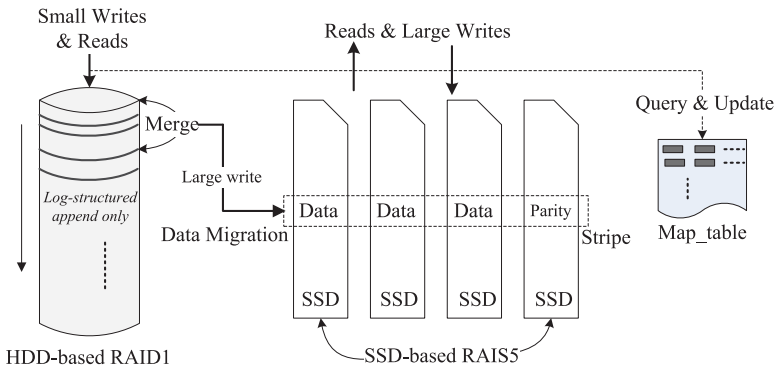 Small Writes
& Reads
Reads & Large Writes
Merge
Query & Update
Large write
Log-structured
append only
Data
Data
Data
Parity
Data Migration
Stripe
Map_table
SSD
SSD
SSD
SSD
HDD-based RAID1
SSD-based RAIS5